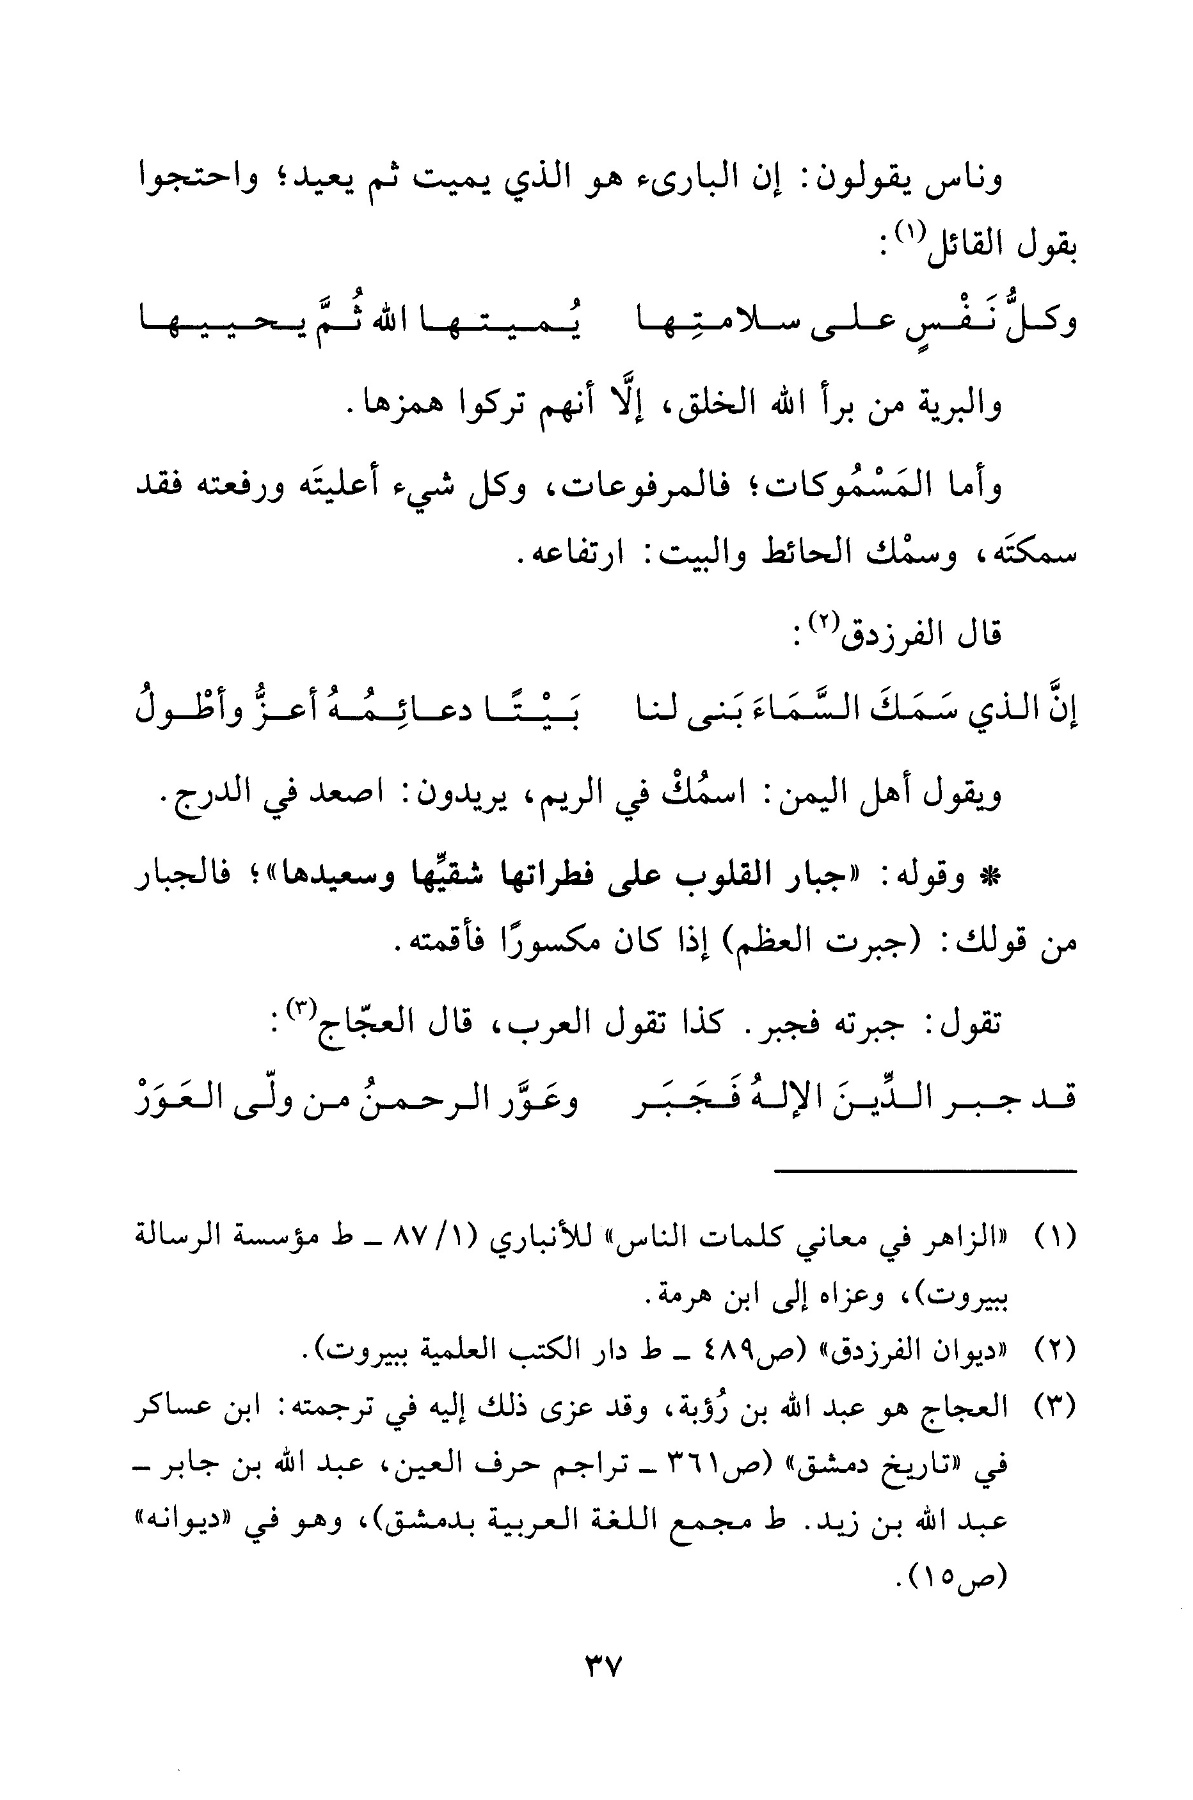 وناس يقولون: إن البارىء هو الذي يميت ثم يعيد؛ واحتجوا
بقول القائل(١):
وكلُّ نَفْسٍ على سلامتِها يُميتها الله ثُمَّ يحييها
والبرية من برأ الله الخلق، إلَّا أنهم تركوا همزها.
وأما المَسْمُوكات؛ فالمرفوعات، وكل شيء أعليتَه ورفعته فقد
سمكتَه، وسمْك الحائط والبيت: ارتفاعه.
قال الفرزدق(٢):
إنَّ الذي سَمَكَ السَّمَاءَ بَنى لنا بَيْتًا دعائِمُهُ أعزُّ وأطْولُ
ويقول أهل اليمن: اسمُكْ في الريم، يريدون: اصعد في الدرج.
* وقوله: «جبار القلوب على فطراتها شقيِّها وسعيدها»؛ فالجبار
من قولك: (جبرت العظم) إذا كان مكسورًا فأقمته.
تقول: جبرته فجبر. كذا تقول العرب، قال العجّاج(٣):
قد جبر الدِّينَ الإلهُ فَجَبَر وعَوَّر الرحمنُ من ولّى العَوَرْ
(١) «الزاهر في معاني كلمات الناس» للأنباري (١/ ٨٧ ـ ط مؤسسة الرسالة
ببيروت)، وعزاه إلى ابن هرمة.
(٢) «ديوان الفرزدق» (ص٤٨٩ ـ ط دار الكتب العلمية ببيروت).
(٣) العجاج هو عبد الله بن رُؤبة، وقد عزى ذلك إليه في ترجمته: ابن عساكر
في «تاريخ دمشق» (ص٣٦١ ـ تراجم حرف العين، عبد الله بن جابر ـ
عبد الله بن زيد. ط مجمع اللغة العربية بدمشق)، وهو في «ديوانه»
(ص١٥).
٣٧